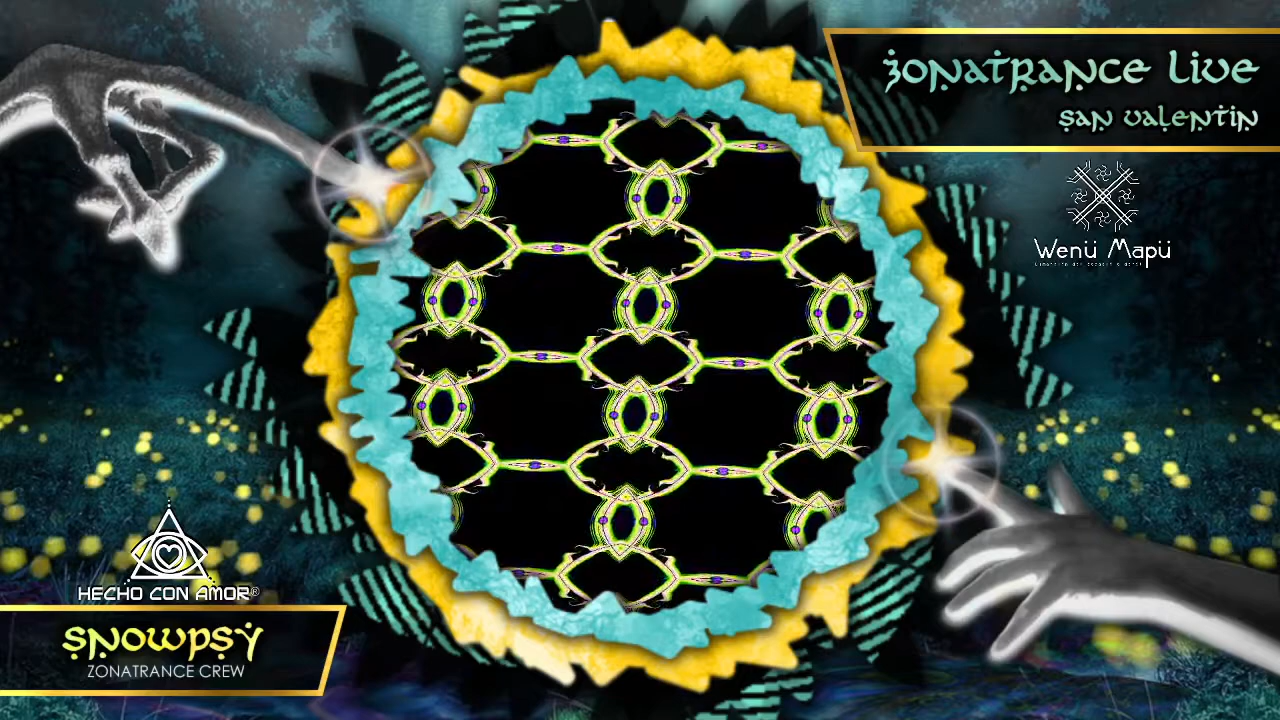 ZONATRANCE LIVE
SAN VALENTIN
Wenü Mapü
HECHO CON AMOR®
SNOWPSY
ZONATRANCE CREW